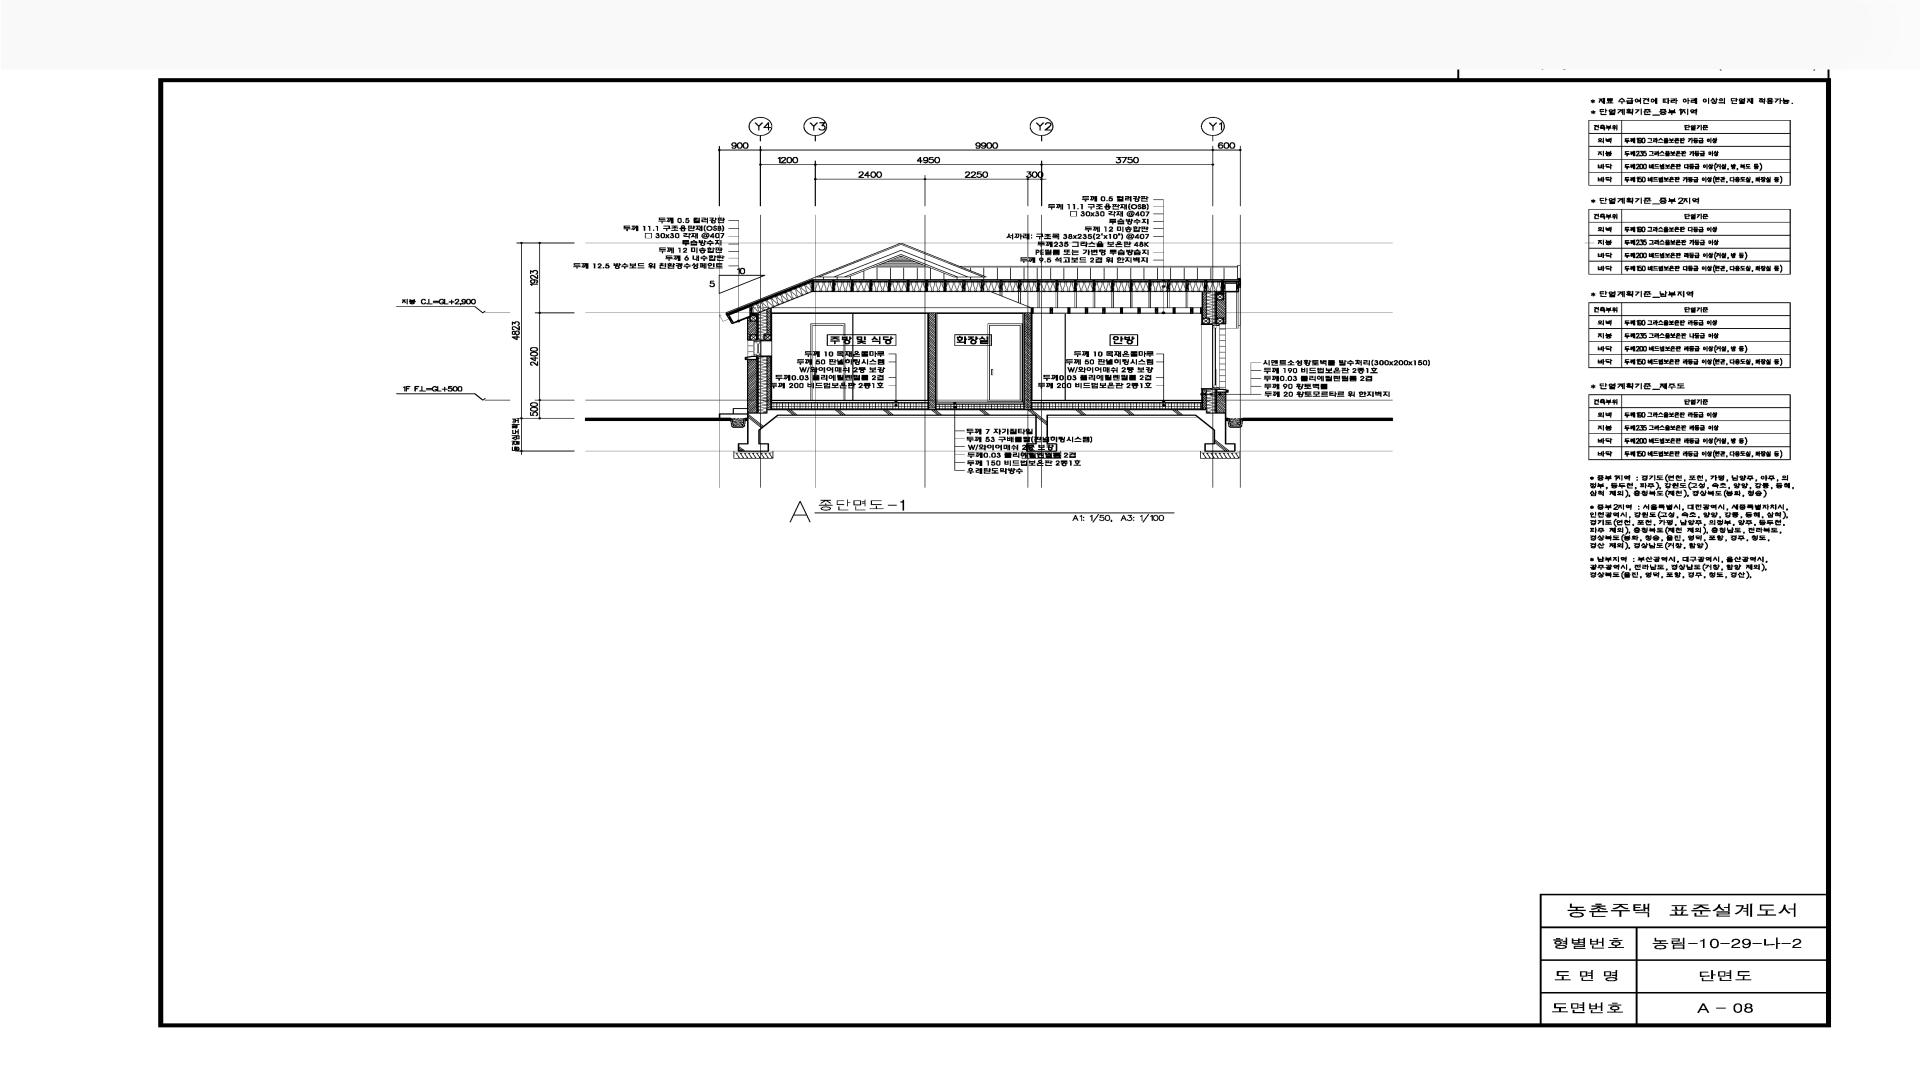 Y4 Y3 Y2 Y1
900 9900 600
1200 4950 3750
2400 2250 300
두께 0.5 컬러강판
두께 11.1 구조용판재(OSB)
□ 30x30 각재 @407
투습방수지
두께 12 미송합판
두께 6 내수합판
두께 12.5 방수보드 위 친환경수성페인트
10
5
두께 0.5 컬러강판
두께 11.1 구조용판재(OSB)
□ 30x30 각재 @407
투습방수지
두께 12 미송합판
서까래: 구조목 38x235(2"x10") @407
두께235 그라스울 보온판 48K
PE필름 또는 가변형 투습방습지
두께 9.5 석고보드 2겹 위 한지벽지
지붕 C.L=GL+2,900
1F F.L=GL+500
1923
4823
2400
500
동결심도확보
주방 및 식당
두께 10 목재온돌마루
두께 50 판넬히팅시스템
W/와이어매쉬 2중 보강
두께0.03 폴리에틸렌필름 2겹
두께 200 비드법보온판 2종1호
화장실
안방
두께 10 목재온돌마루
두께 50 판넬히팅시스템
W/와이어매쉬 2중 보강
두께0.03 폴리에틸렌필름 2겹
두께 200 비드법보온판 2종1호
시멘트소성황토벽돌 발수처리(300x200x150)
두께 190 비드법보온판 2종1호
두께0.03 폴리에틸렌필름 2겹
두께 90 황토벽돌
두께 20 황토모르타르 위 한지벽지
두께 7 자기질타일
두께 53 구배몰탈(판넬히팅시스템)
W/와이어매쉬 2중 보강
두께0.03 폴리에틸렌필름 2겹
두께 150 비드법보온판 2종1호
우레탄도막방수
A 종단면도-1
A1: 1/50, A3: 1/100
* 재료 수급여건에 따라 아래 이상의 단열재 적용가능.
* 단열계획기준_중부1지역
건축부위 단열기준
외벽 두께190 그라스울보온판 가등급 이상
지붕 두께235 그라스울보온판 가등급 이상
바닥 두께200 비드법보온판 다등급 이상(거실, 방, 복도 등)
바닥 두께150 비드법보온판 가등급 이상(현관, 다용도실, 화장실 등)
* 단열계획기준_중부2지역
건축부위 단열기준
외벽 두께190 그라스울보온판 다등급 이상
지붕 두께235 그라스울보온판 가등급 이상
바닥 두께200 비드법보온판 라등급 이상(거실, 방 등)
바닥 두께150 비드법보온판 다등급 이상(현관, 다용도실, 화장실 등)
* 단열계획기준_남부지역
건축부위 단열기준
외벽 두께190 그라스울보온판 라등급 이상
지붕 두께235 그라스울보온판 나등급 이상
바닥 두께200 비드법보온판 라등급 이상(거실, 방 등)
바닥 두께150 비드법보온판 라등급 이상(현관, 다용도실, 화장실 등)
* 단열계획기준_제주도
건축부위 단열기준
외벽 두께190 그라스울보온판 라등급 이상
지붕 두께235 그라스울보온판 라등급 이상
바닥 두께200 비드법보온판 라등급 이상(거실, 방 등)
바닥 두께150 비드법보온판 라등급 이상(현관, 다용도실, 화장실 등)
* 중부1지역 : 경기도(연천, 포천, 가평, 남양주, 의
정부, 동두천, 파주), 강원도(고성, 속초, 양양, 강릉, 동해,
삼척 제외), 충청북도(제천), 경상북도(봉화, 청송)
* 중부2지역 : 서울특별시, 대전광역시, 세종특별자치시,
인천광역시, 강원도(고성, 속초, 양양, 강릉, 동해, 삼척),
경기도(연천, 포천, 가평, 남양주, 의정부, 양주, 동두천,
파주 제외), 충청북도(제천 제외), 충청남도, 전라북도,
경상북도(봉화, 청송, 울진, 영덕, 포항, 경주, 청도,
경산 제외), 경상남도(거창, 함양)
* 남부지역 : 부산광역시, 대구광역시, 울산광역시,
광주광역시, 전라남도, 경상남도(거창, 함양 제외),
경상북도(울진, 영덕, 포항, 경주, 청도, 경산),
농촌주택 표준설계도서
형별번호 농림-10-29-나-2
도 면 명 단면도
도면번호 A - 08